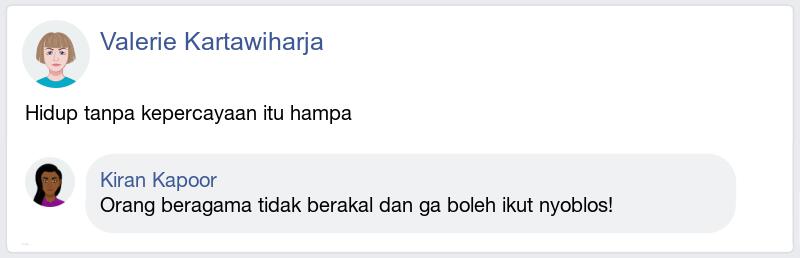 Valerie Kartawiharja
Hidup tanpa kepercayaan itu hampa
Kiran Kapoor
Orang beragama tidak berakal dan ga boleh ikut nyoblos!